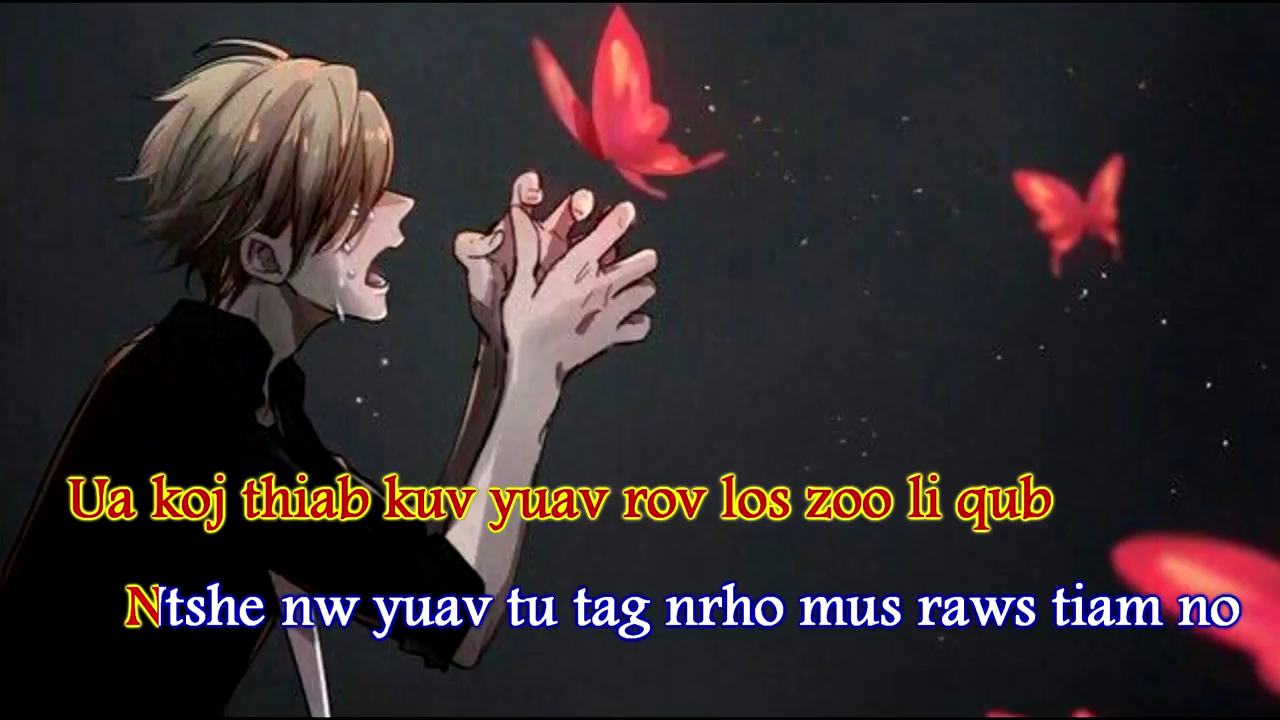 Ua koj thiab kuv yuav rov los zoo li qub
Ntshe nw yuav tu tag nrho mus raws tiam no